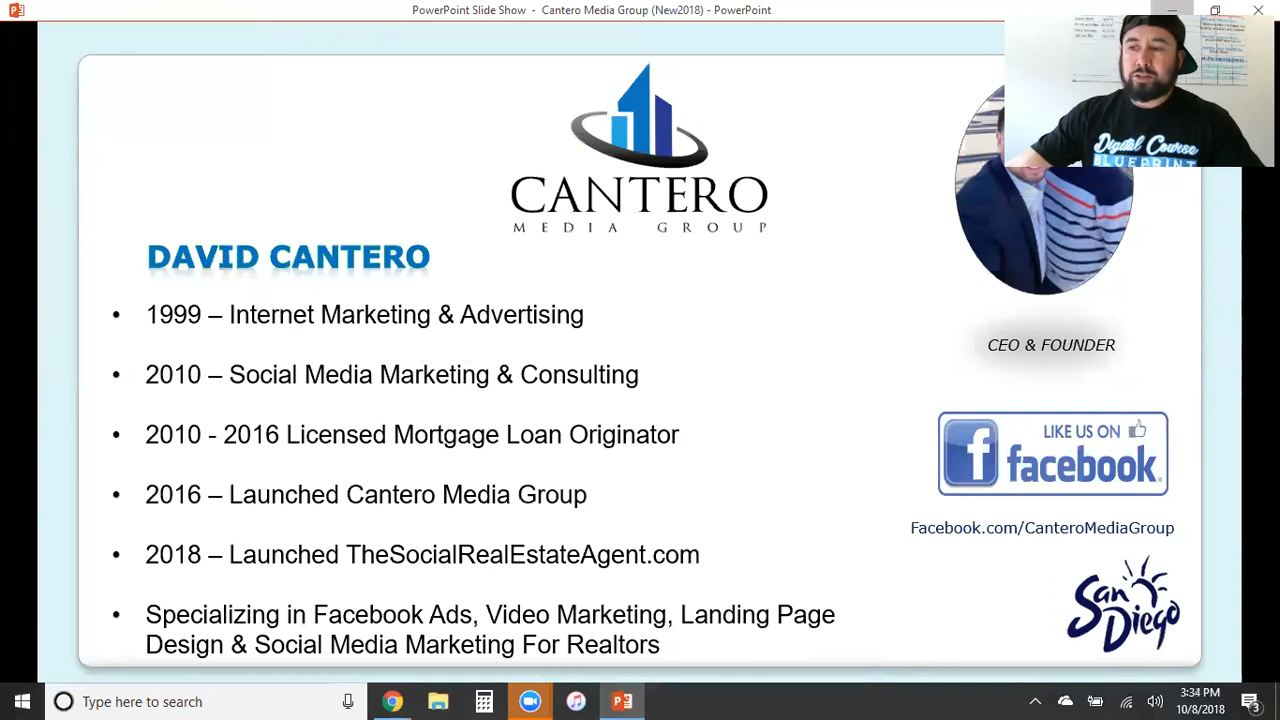 PowerPoint Slide Show - Cantero Media Group (New2018) - PowerPoint
Digital Course
BLUEPRINT
CANTERO
MEDIA GROUP
DAVID CANTERO
• 1999 – Internet Marketing & Advertising
• 2010 – Social Media Marketing & Consulting
• 2010 - 2016 Licensed Mortgage Loan Originator
• 2016 – Launched Cantero Media Group
• 2018 – Launched TheSocialRealEstateAgent.com
• Specializing in Facebook Ads, Video Marketing, Landing Page
Design & Social Media Marketing For Realtors
CEO & FOUNDER
LIKE US ON
f facebook.
Facebook.com/CanteroMediaGroup
San
Diego
Type here to search
3:34 PM
10/8/2018
3